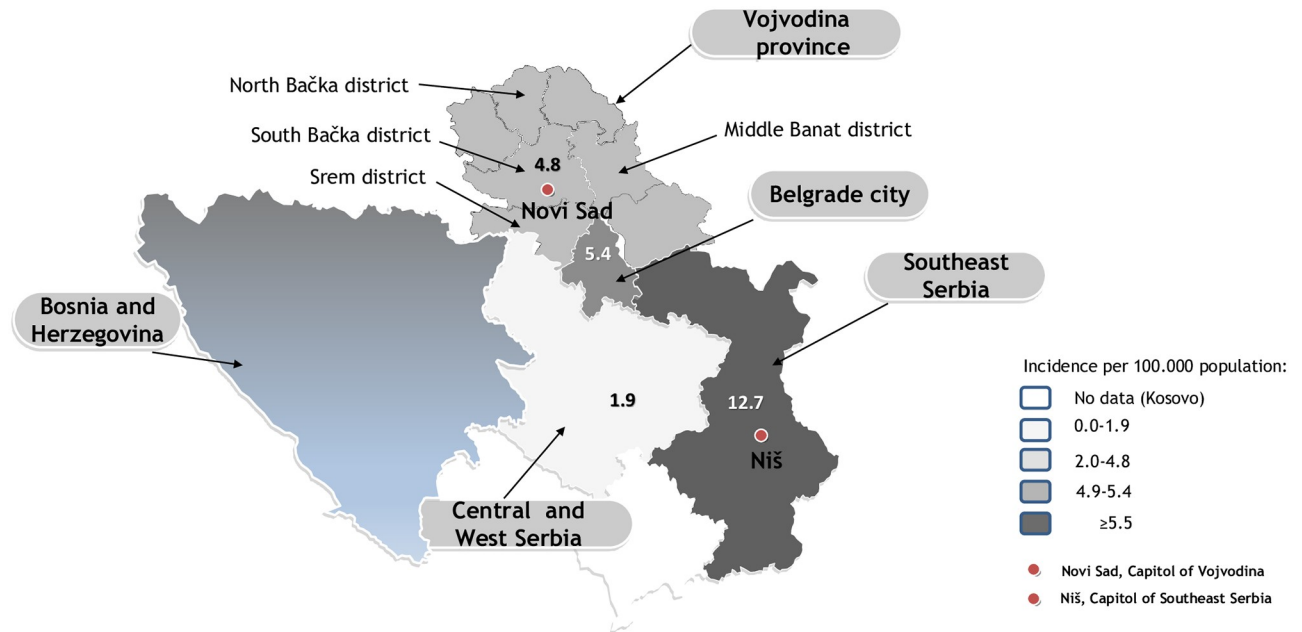 Vojvodina
province
North Bačka district
South Bačka district
Middle Banat district
4.8
Srem district
Belgrade city
Novi Sad
5.4
Southeast
Serbia
Bosnia and
Herzegovina
Incidence per 100.000 population:
No data (Kosovo)
1.9
12.7
0.0-1.9
2.0-4.8
Niš
4.9-5.4
Central and
West Serbia
≥5.5
Novi Sad, Capitol of Vojvodina
Niš, Capitol of Southeast Serbia